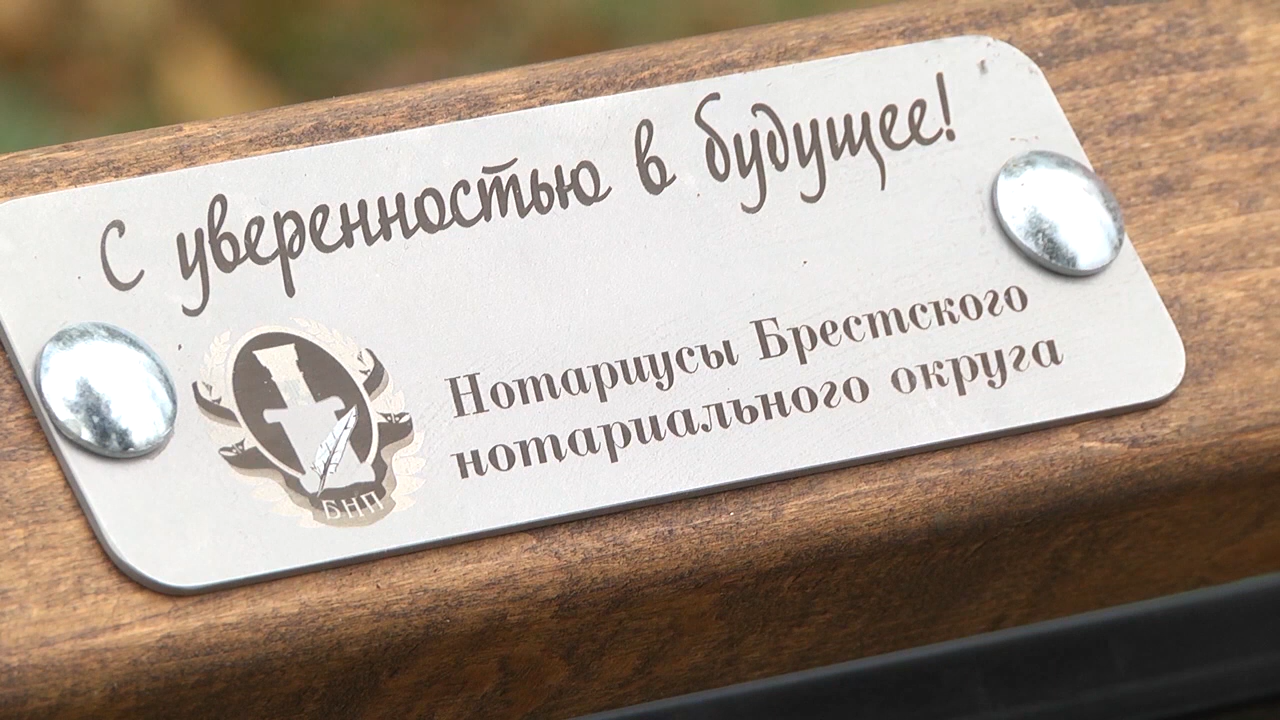 С уверенностью в будущее!
Нотариусы Брестского
нотариального округа
БНП